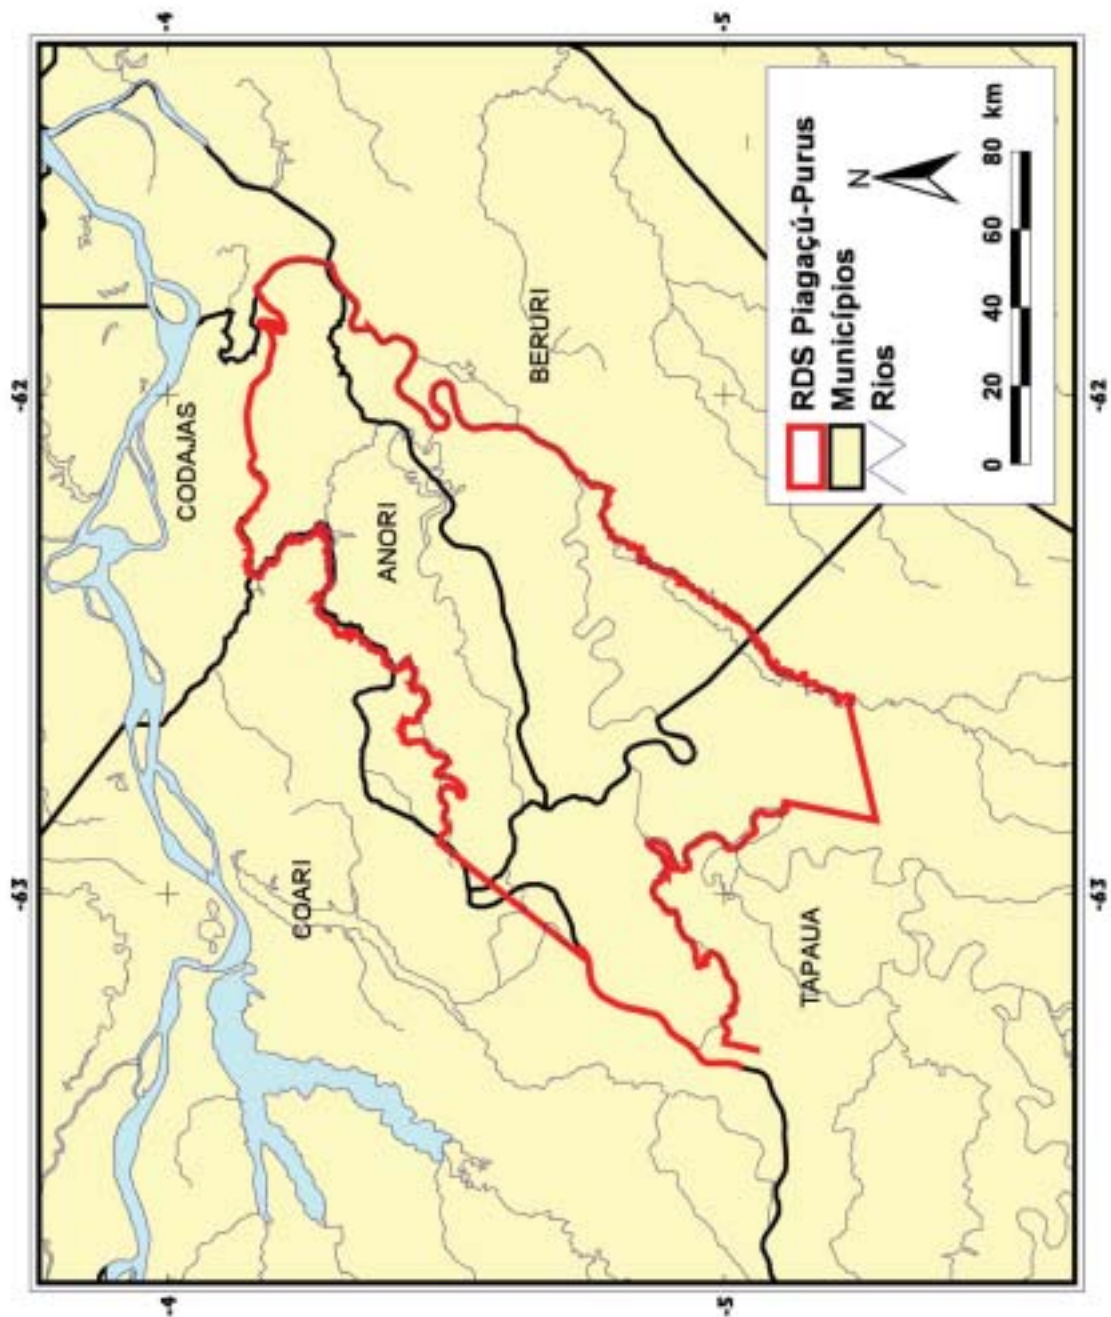 -63 -62
-4 -4
CODAJAS
COARI
ANORI
BERURI
-5 -5
TAPAUA
RDS Piagaçú-Purus
Municípios
Rios
N
0 20 40 60 80 km
-63 -62